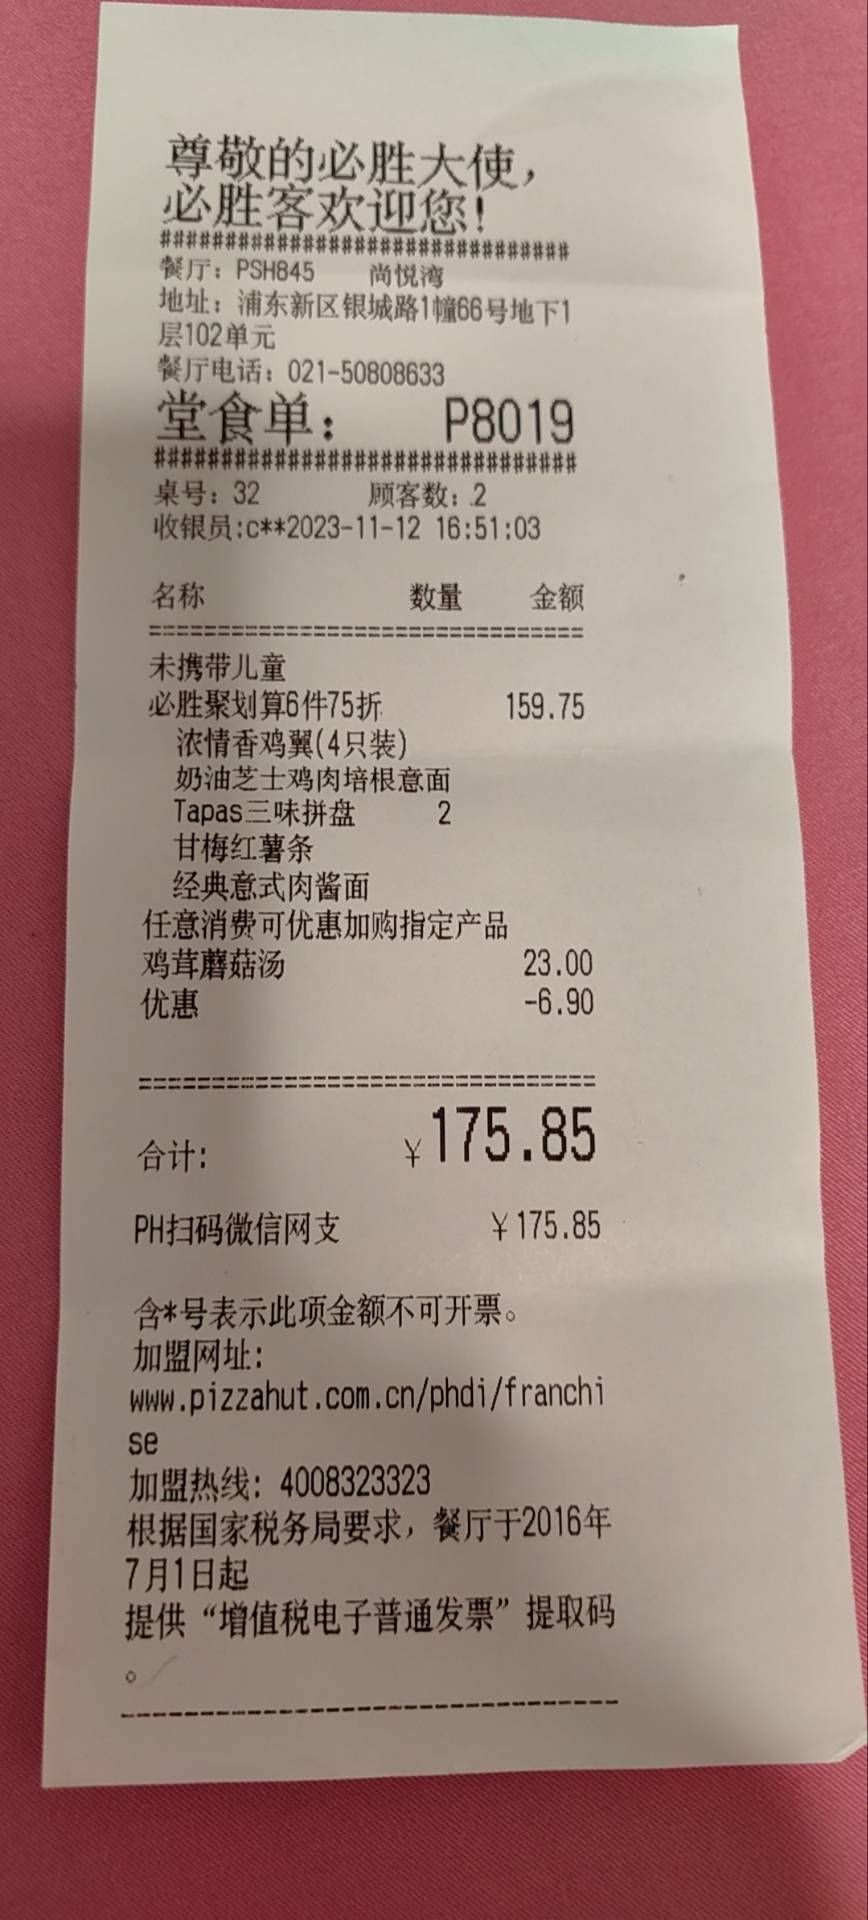 尊敬的必胜大使,
必胜客欢迎您!
################################
餐厅: PSH845 尚悦湾
地址: 浦东新区银城路1幢66号地下1
层102单元
餐厅电话: 021-50808633
堂食单: P8019
################################
桌号: 32 顾客数: 2
收银员:c**2023-11-12 16:51:03
名称 数量 金额
================================
未携带儿童
必胜聚划算6件75折 159.75
浓情香鸡翼(4只装)
奶油芝士鸡肉培根意面
Tapas三味拼盘 2
甘梅红薯条
经典意式肉酱面
任意消费可优惠加购指定产品
鸡茸蘑菇汤 23.00
优惠 -6.90
================================
合计: ￥175.85
PH扫码微信网支 ￥175.85
含*号表示此项金额不可开票。
加盟网址:
www.pizzahut.com.cn/phdi/franchi
se
加盟热线: 4008323323
根据国家税务局要求，餐厅于2016年
7月1日起
提供“增值税电子普通发票”提取码
。
--------------------------------